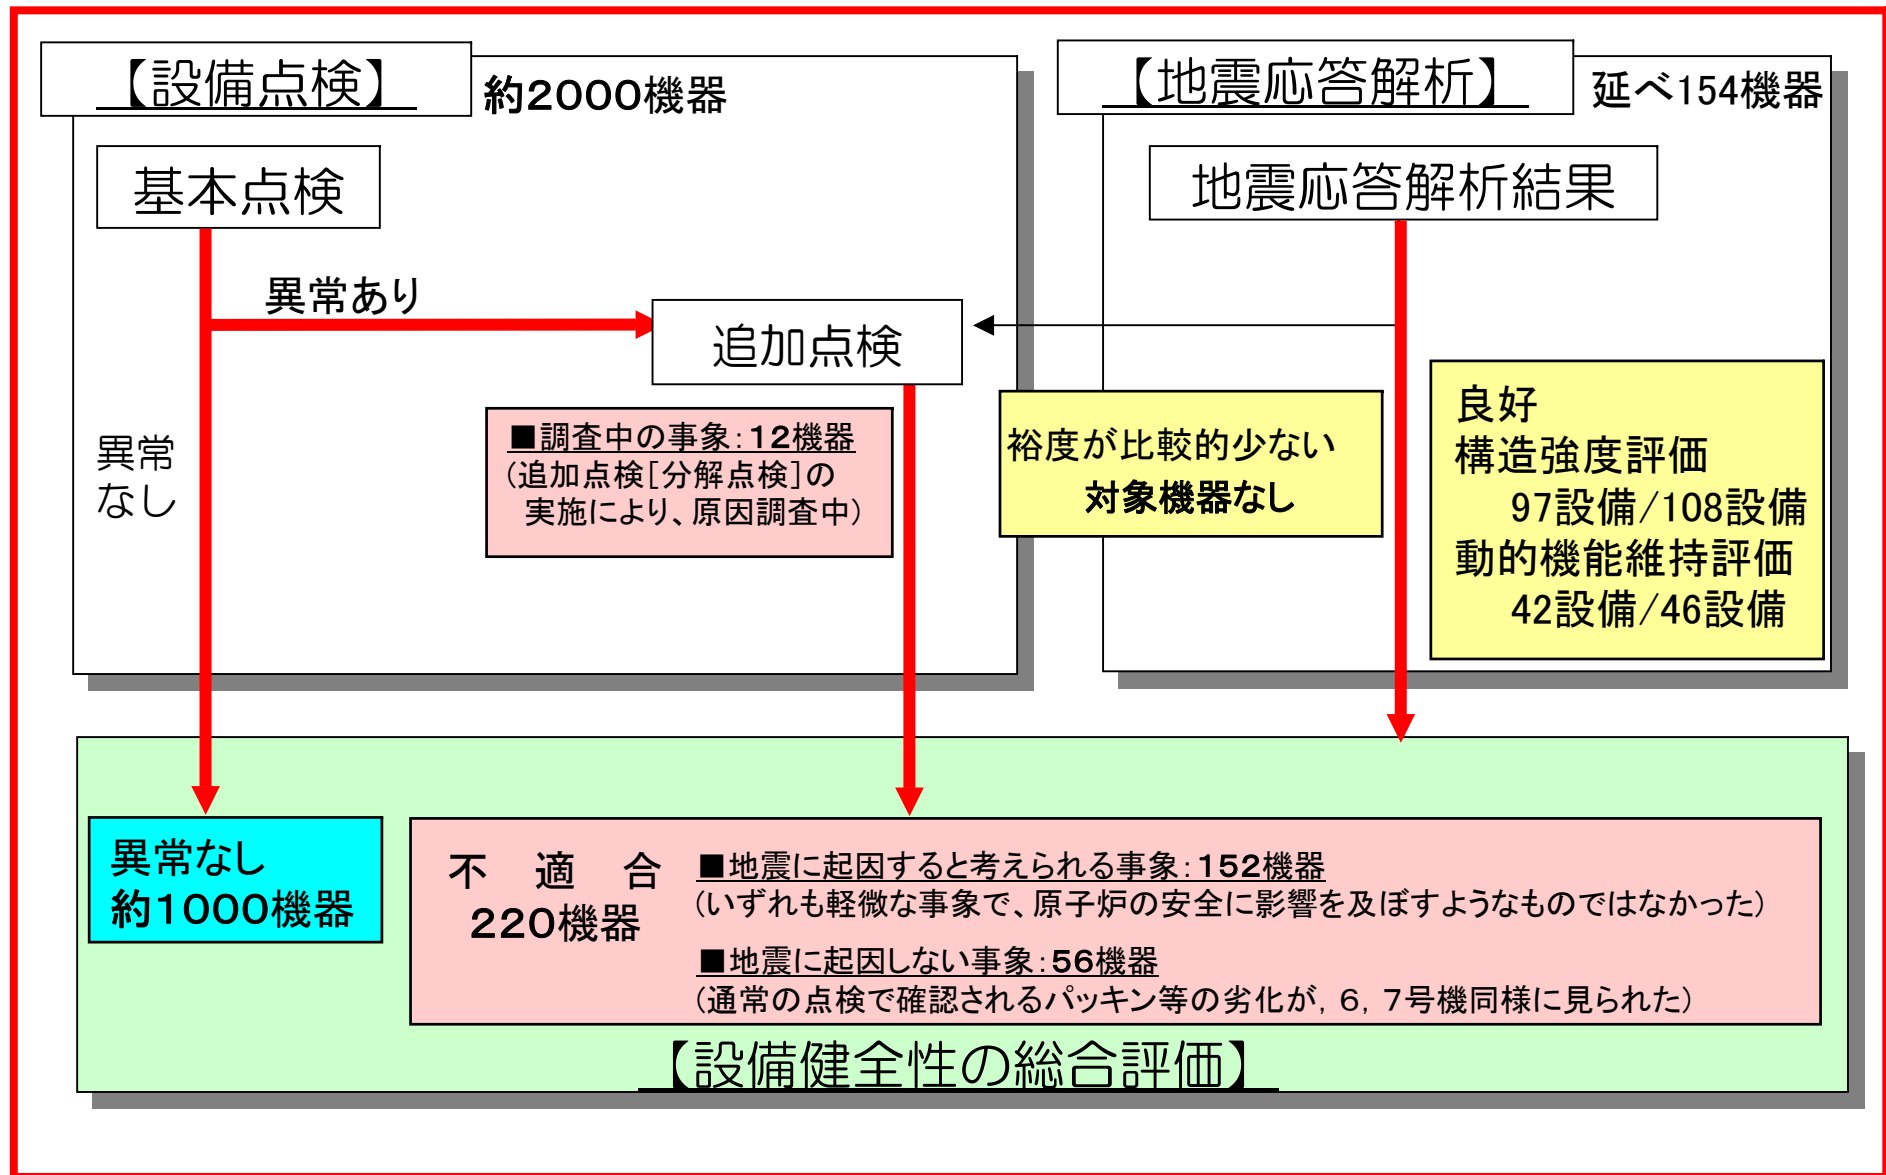 【設備点検】
約2000機器
基本点検
異常あり
追加点検
異常
なし
■調査中の事象：12機器
（追加点検［分解点検］の
実施により、原因調査中）
【地震応答解析】
延べ154機器
地震応答解析結果
裕度が比較的少ない
対象機器なし
良好
構造強度評価
97設備/108設備
動的機能維持評価
42設備/46設備
異常なし
約1000機器
不　適　合
220機器
■地震に起因すると考えられる事象：152機器
（いずれも軽微な事象で、原子炉の安全に影響を及ぼすようなものではなかった）
■地震に起因しない事象：56機器
（通常の点検で確認されるパッキン等の劣化が，６，７号機同様に見られた）
【設備健全性の総合評価】